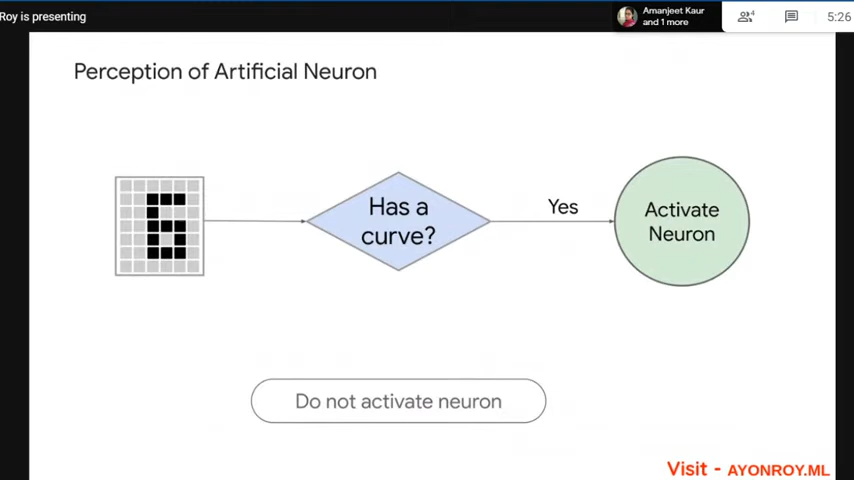 Roy is presenting
Amanjeet Kaur
and 1 more
4
5:26
Perception of Artificial Neuron
6
Has a
curve?
Yes
Activate
Neuron
Do not activate neuron
Visit - AYONROY.ML